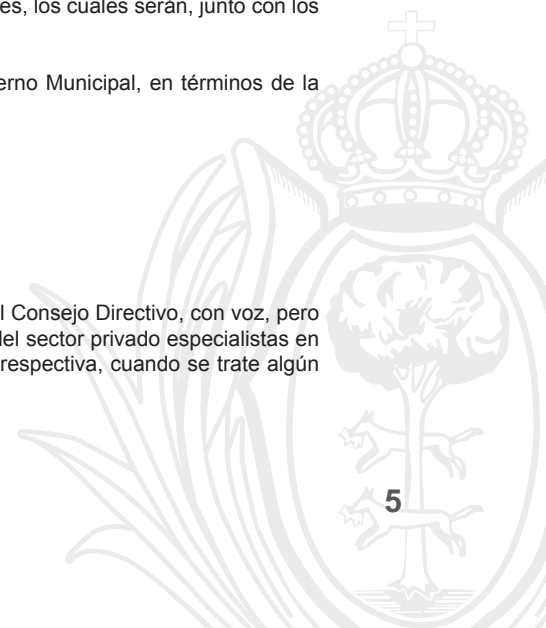 es, los cuales serán, junto con los
erno Municipal, en términos de la
l Consejo Directivo, con voz, pero
del sector privado especialistas en
respectiva, cuando se trate algún
5